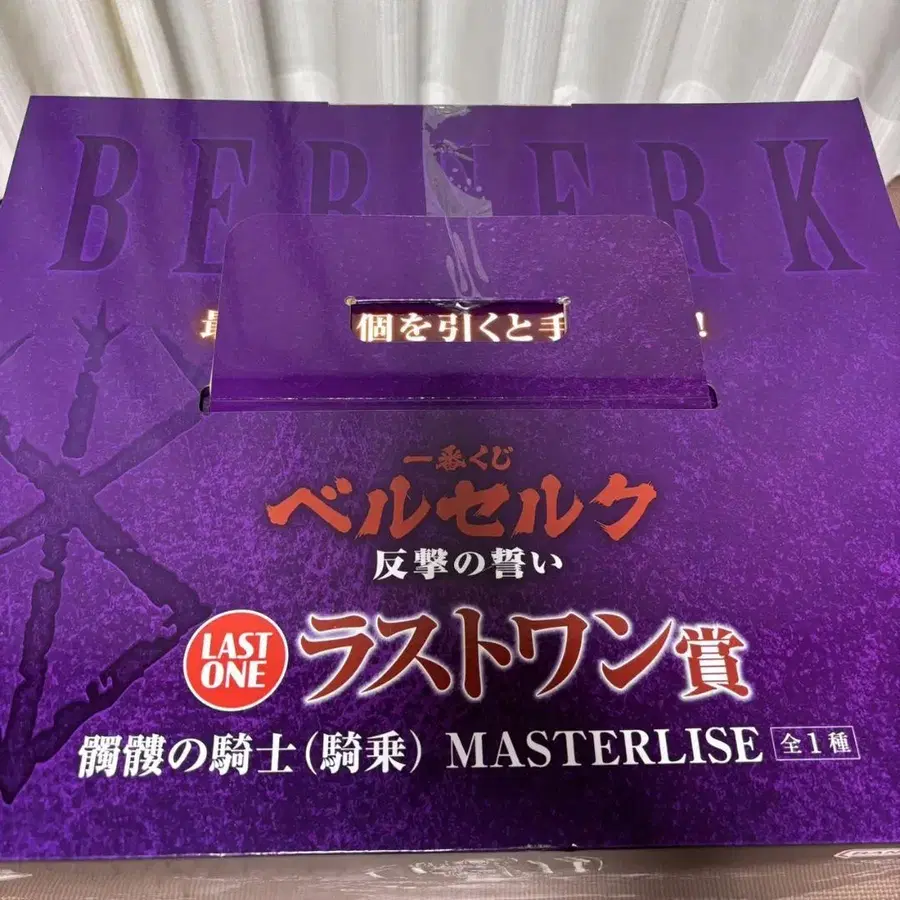 BERSERK
個を引くと手
!
一番くじ
ベルセルク
反撃の誓い
LAST ONE ラストワン賞
髑髏の騎士(騎乗) MASTERLISE 全1種